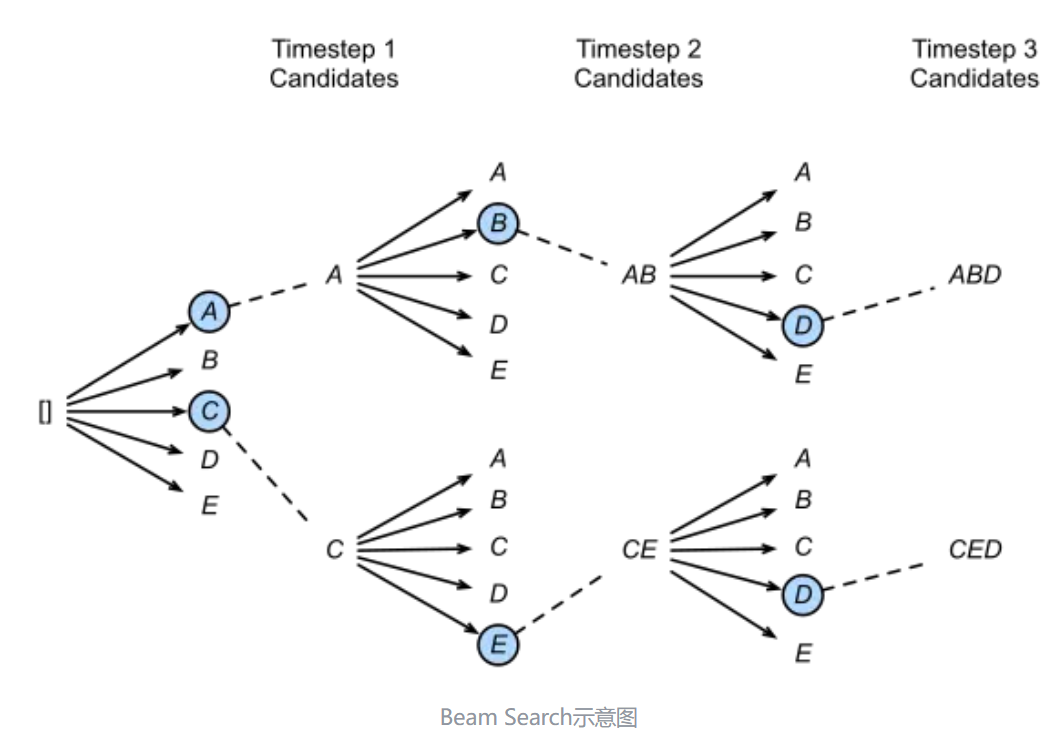 Timestep 1
Candidates
Timestep 2
Candidates
Timestep 3
Candidates
[]
A
B
C
D
E
A
C
A
B
C
D
E
A
B
C
D
E
AB
CE
A
B
C
D
E
A
B
C
D
E
ABD
CED
Beam Search示意图